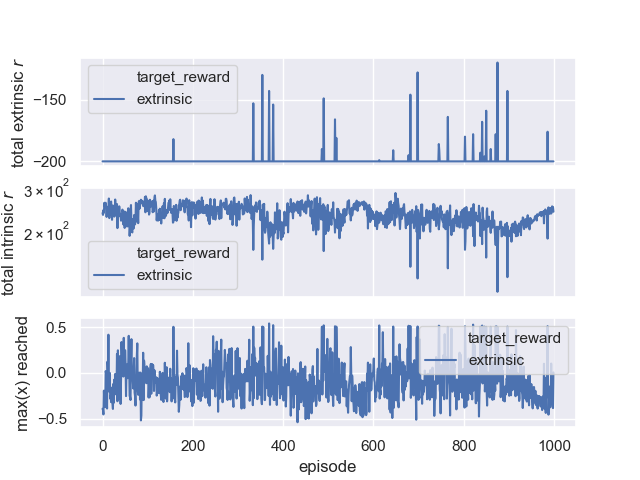 total extrinsic r
−150
−200
target_reward
extrinsic
total intrinsic r
3 × 10²
2 × 10²
target_reward
extrinsic
max(x) reached
0.5
0.0
−0.5
target_reward
extrinsic
0
200
400
600
800
1000
episode